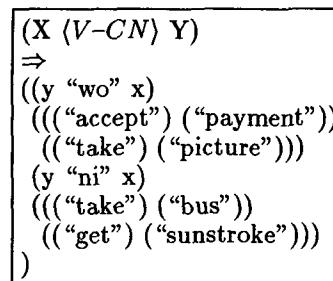 (X ⟨V–CN⟩ Y)
⇒
((y “wo” x)
(((“accept”) (“payment”))
((“take”) (“picture”)))
(y “ni” x)
(((“take”) (“bus”))
((“get”) (“sunstroke”)))
)